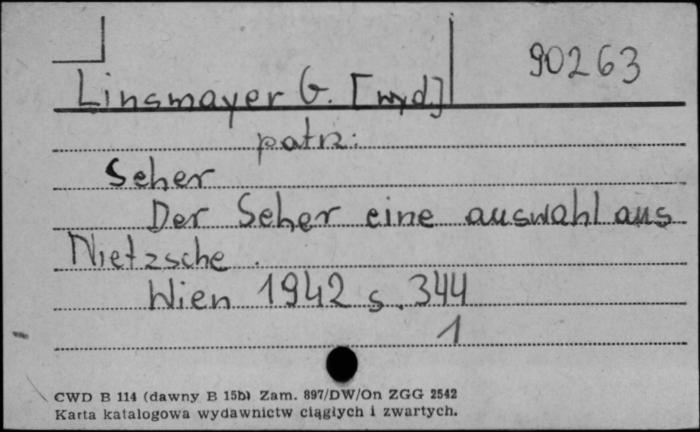 90263
Linsmayer G. [wyd.]
patrz:
Seher
Der Seher eine auswahl aus
Nietzsche.
Wien 1942 s. 344
1
CWD B 114 (dawny B 15b) Zam. 897/DW/On ZGG 2542
Karta katalogowa wydawnictw ciągłych i zwartych.